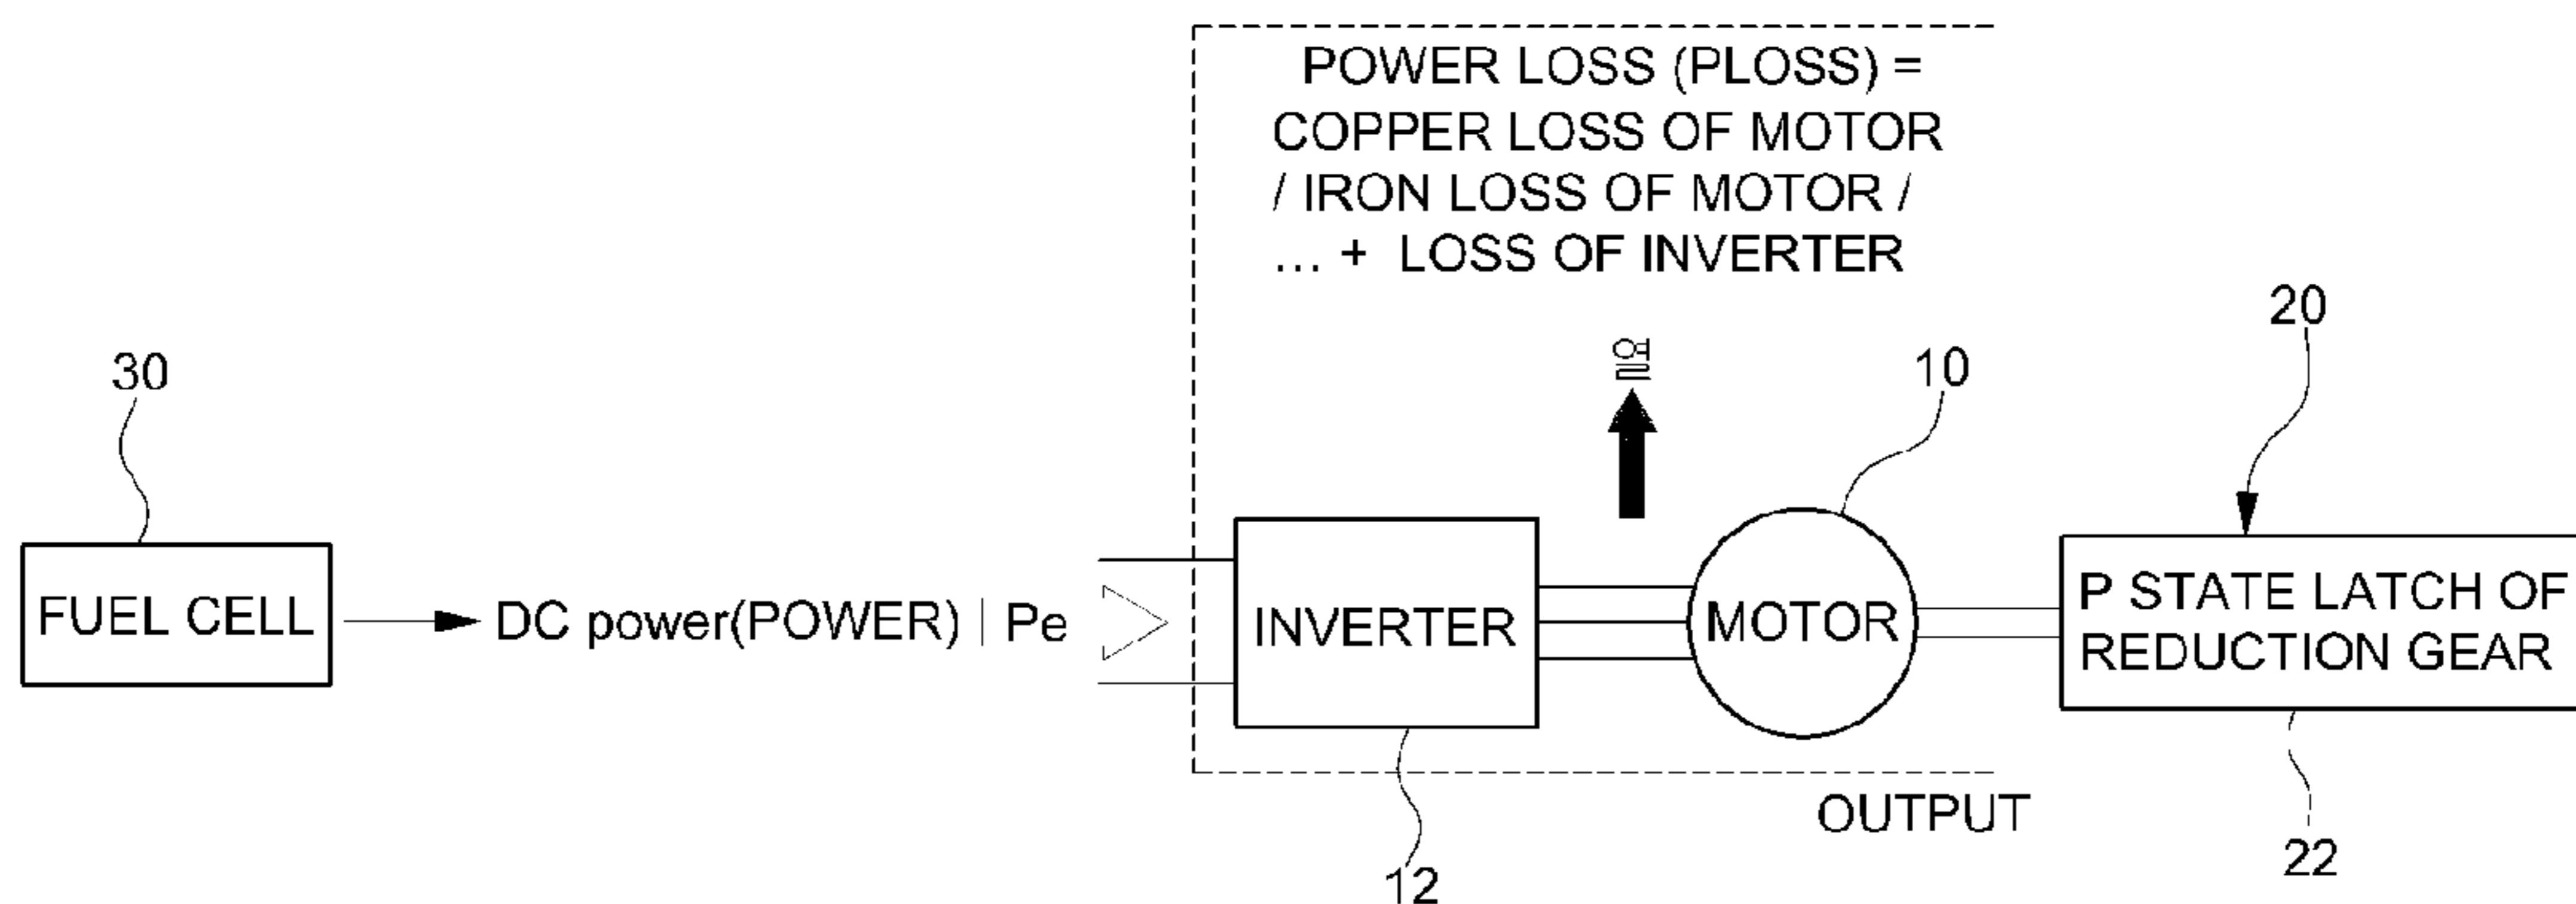 POWER LOSS (PLOSS) =
COPPER LOSS OF MOTOR
/ IRON LOSS OF MOTOR /
... + LOSS OF INVERTER
20
30
열
10
FUEL CELL
DC power(POWER) | Pe
INVERTER
MOTOR
P STATE LATCH OF
REDUCTION GEAR
OUTPUT
12
22